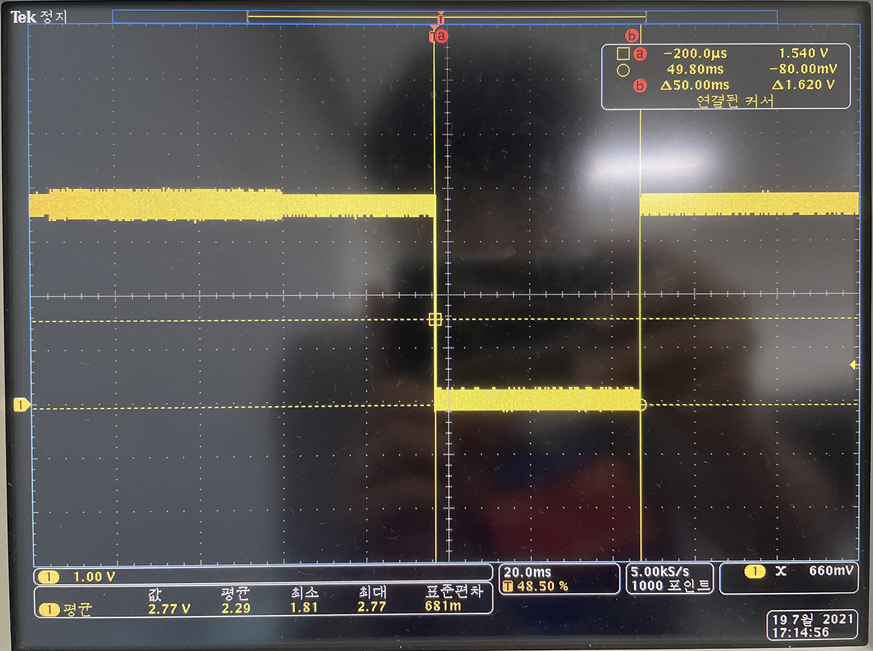 Tek 정지
T
T a
b
a -200.0µs 1.540 V
49.80ms -80.00mV
b Δ50.00ms Δ1.620 V
연결된 커서
1
1 1.00 V
20.0ms
T 48.50 %
5.00kS/s
1000 포인트
1 660mV
값 평균 최소 최대 표준편차
1 평균 2.77 V 2.29 1.81 2.77 681m
19 7월 2021
17:14:56